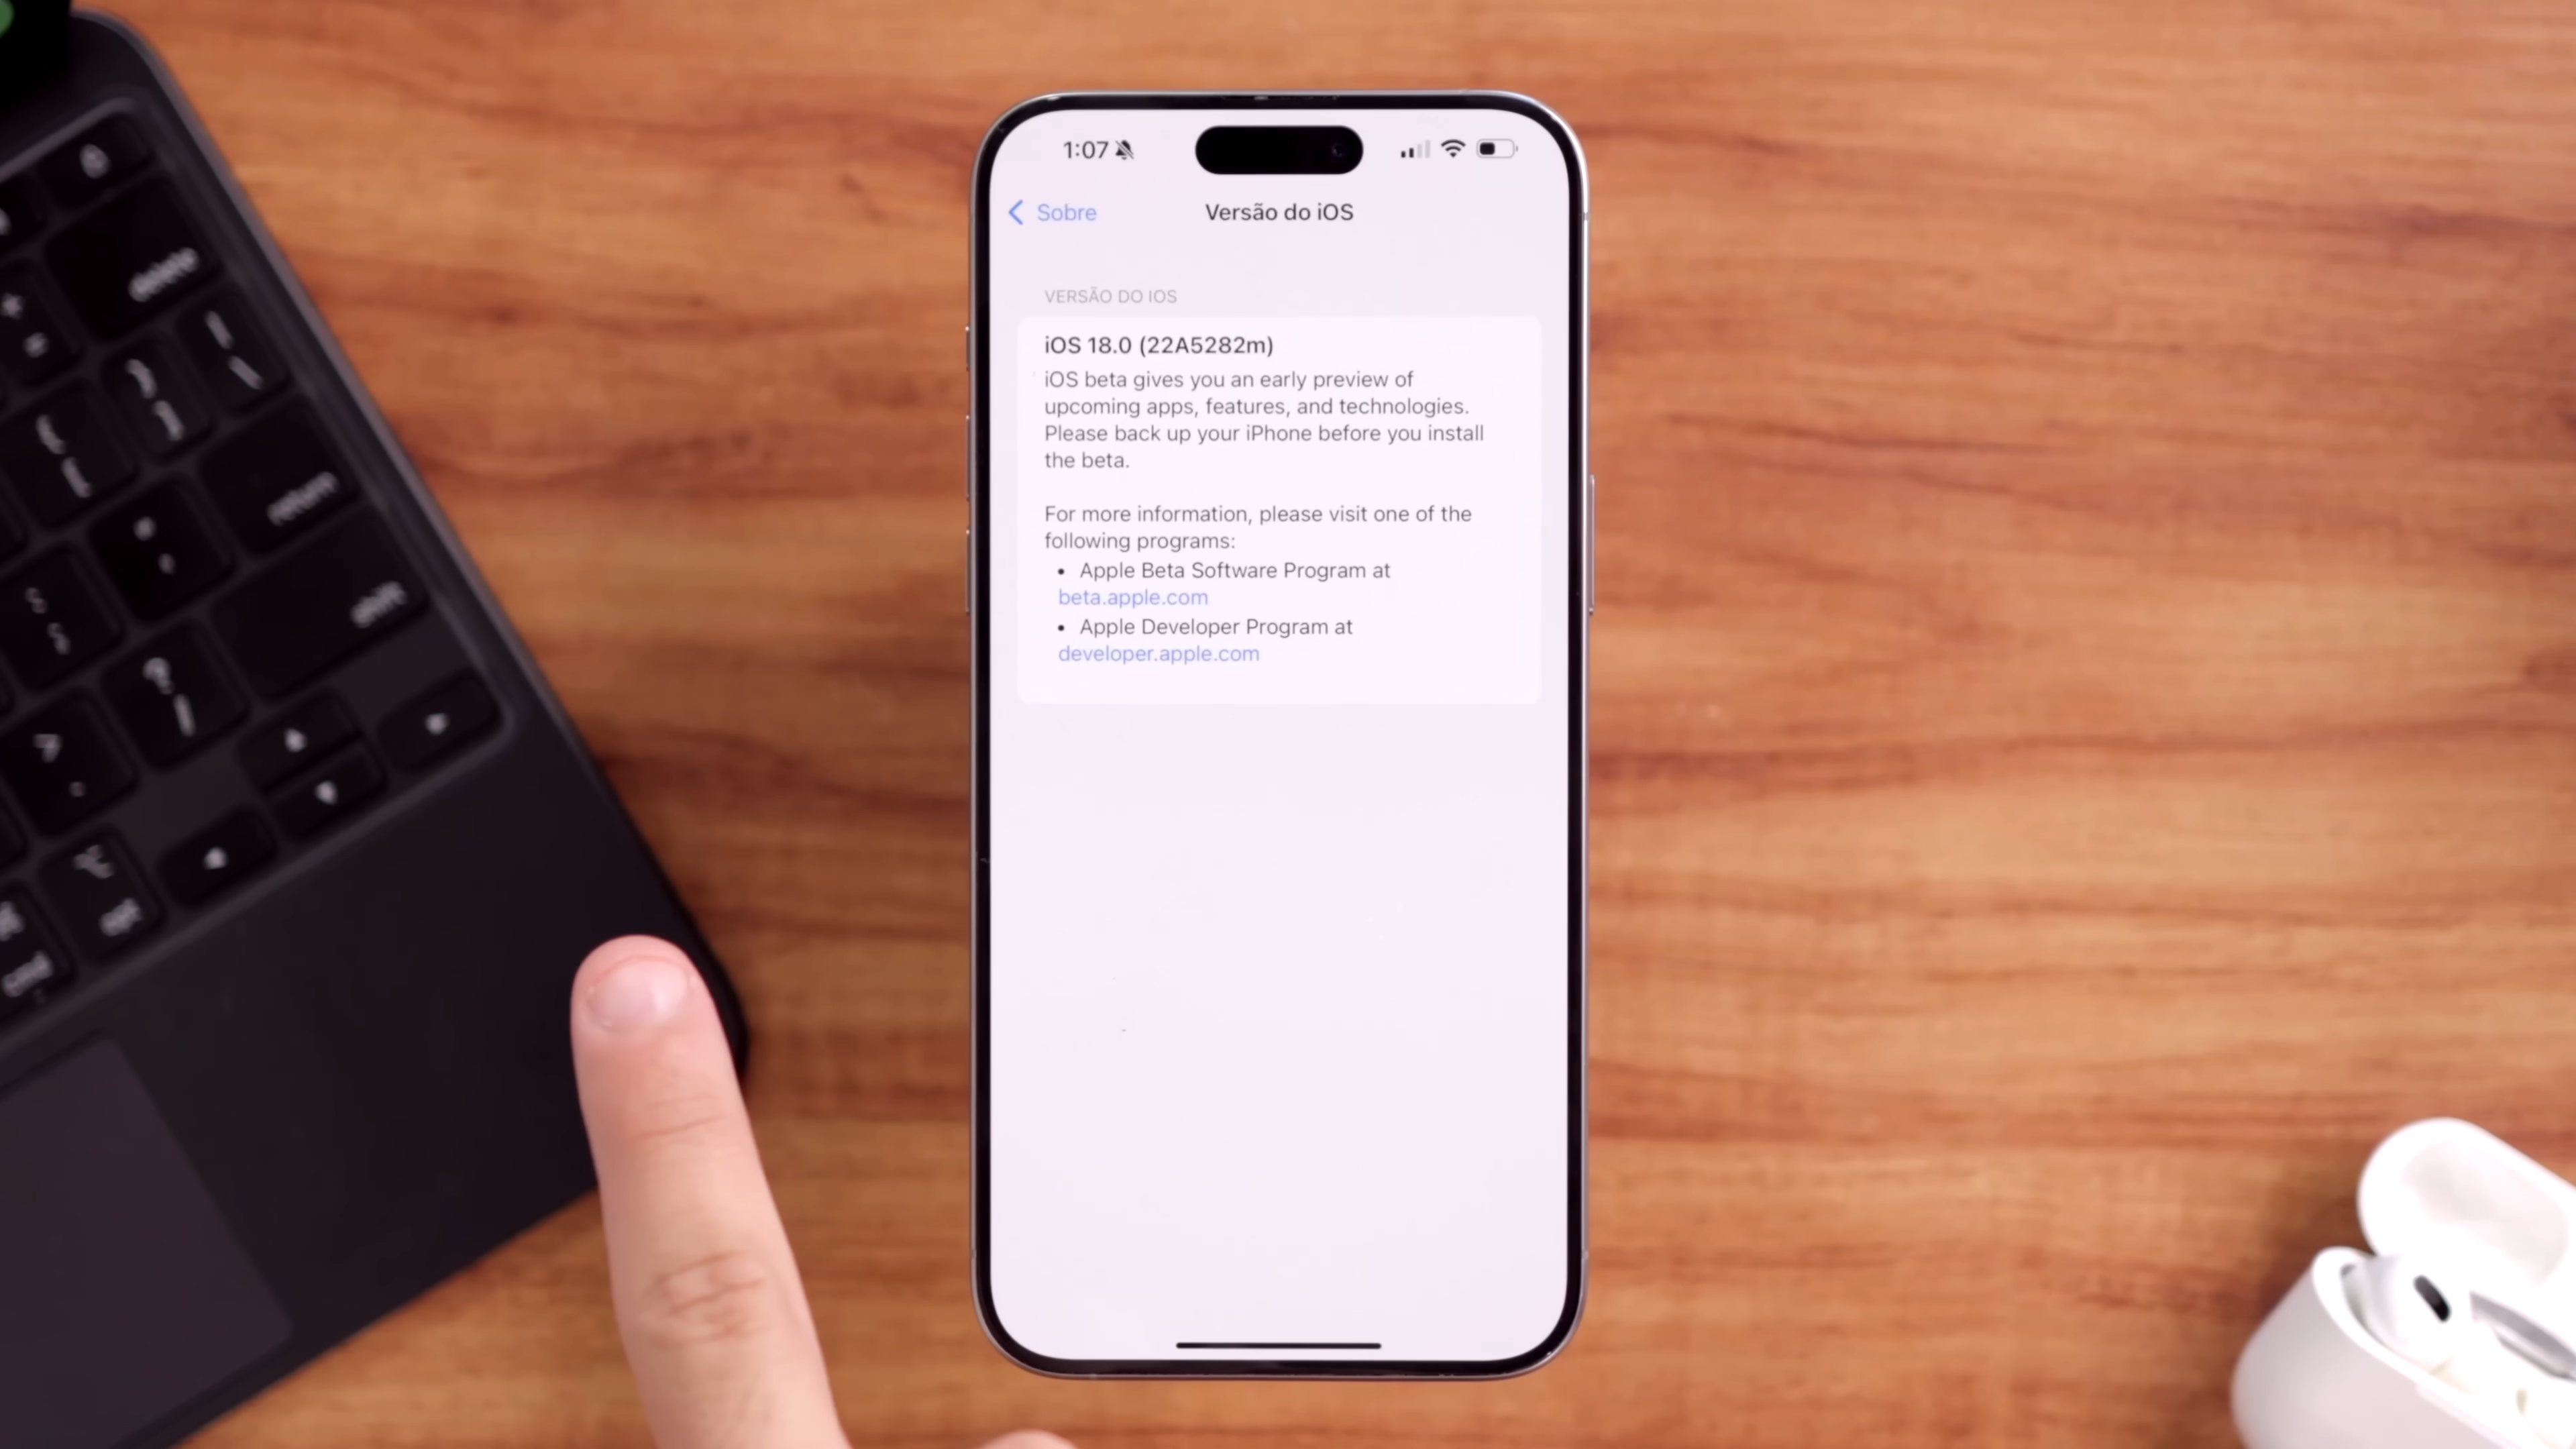 1:07
Sobre
Versão do iOS
VERSÃO DO IOS
iOS 18.0 (22A5282m)
iOS beta gives you an early preview of
upcoming apps, features, and technologies.
Please back up your iPhone before you install
the beta.
For more information, please visit one of the
following programs:
• Apple Beta Software Program at
beta.apple.com
• Apple Developer Program at
developer.apple.com
delete
return
shift
opt
cmd